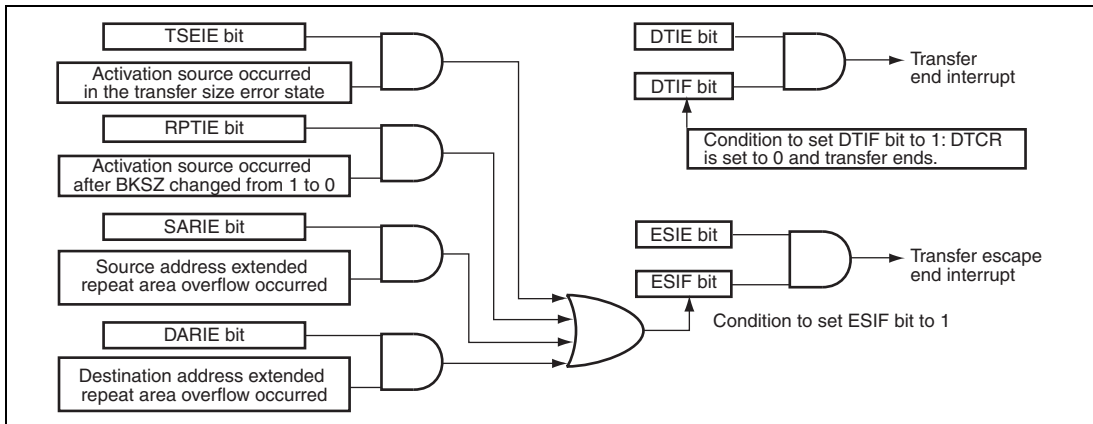 TSEIE bit
Activation source occurred
in the transfer size error state
RPTIE bit
Activation source occurred
after BKSZ changed from 1 to 0
SARIE bit
Source address extended
repeat area overflow occurred
DARIE bit
Destination address extended
repeat area overflow occurred
DTIE bit
DTIF bit
Transfer
end interrupt
Condition to set DTIF bit to 1: DTCR
is set to 0 and transfer ends.
ESIE bit
ESIF bit
Transfer escape
end interrupt
Condition to set ESIF bit to 1